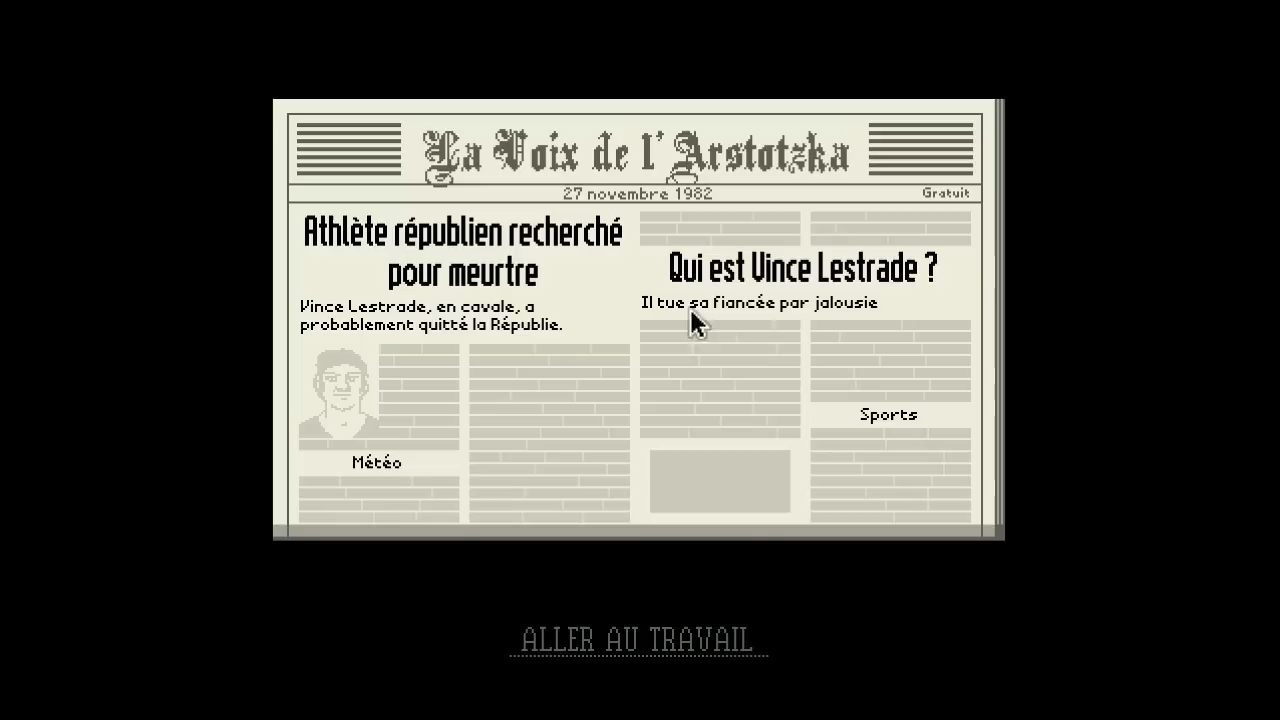 La Voix de l'Arstotzka
27 novembre 1982
Gratuit
Athlète républien recherché
pour meurtre
Vince Lestrade, en cavale, a
probablement quitté la Républie.
Météo
Qui est Vince Lestrade ?
Il tue sa fiancée par jalousie
Sports
ALLER AU TRAVAIL